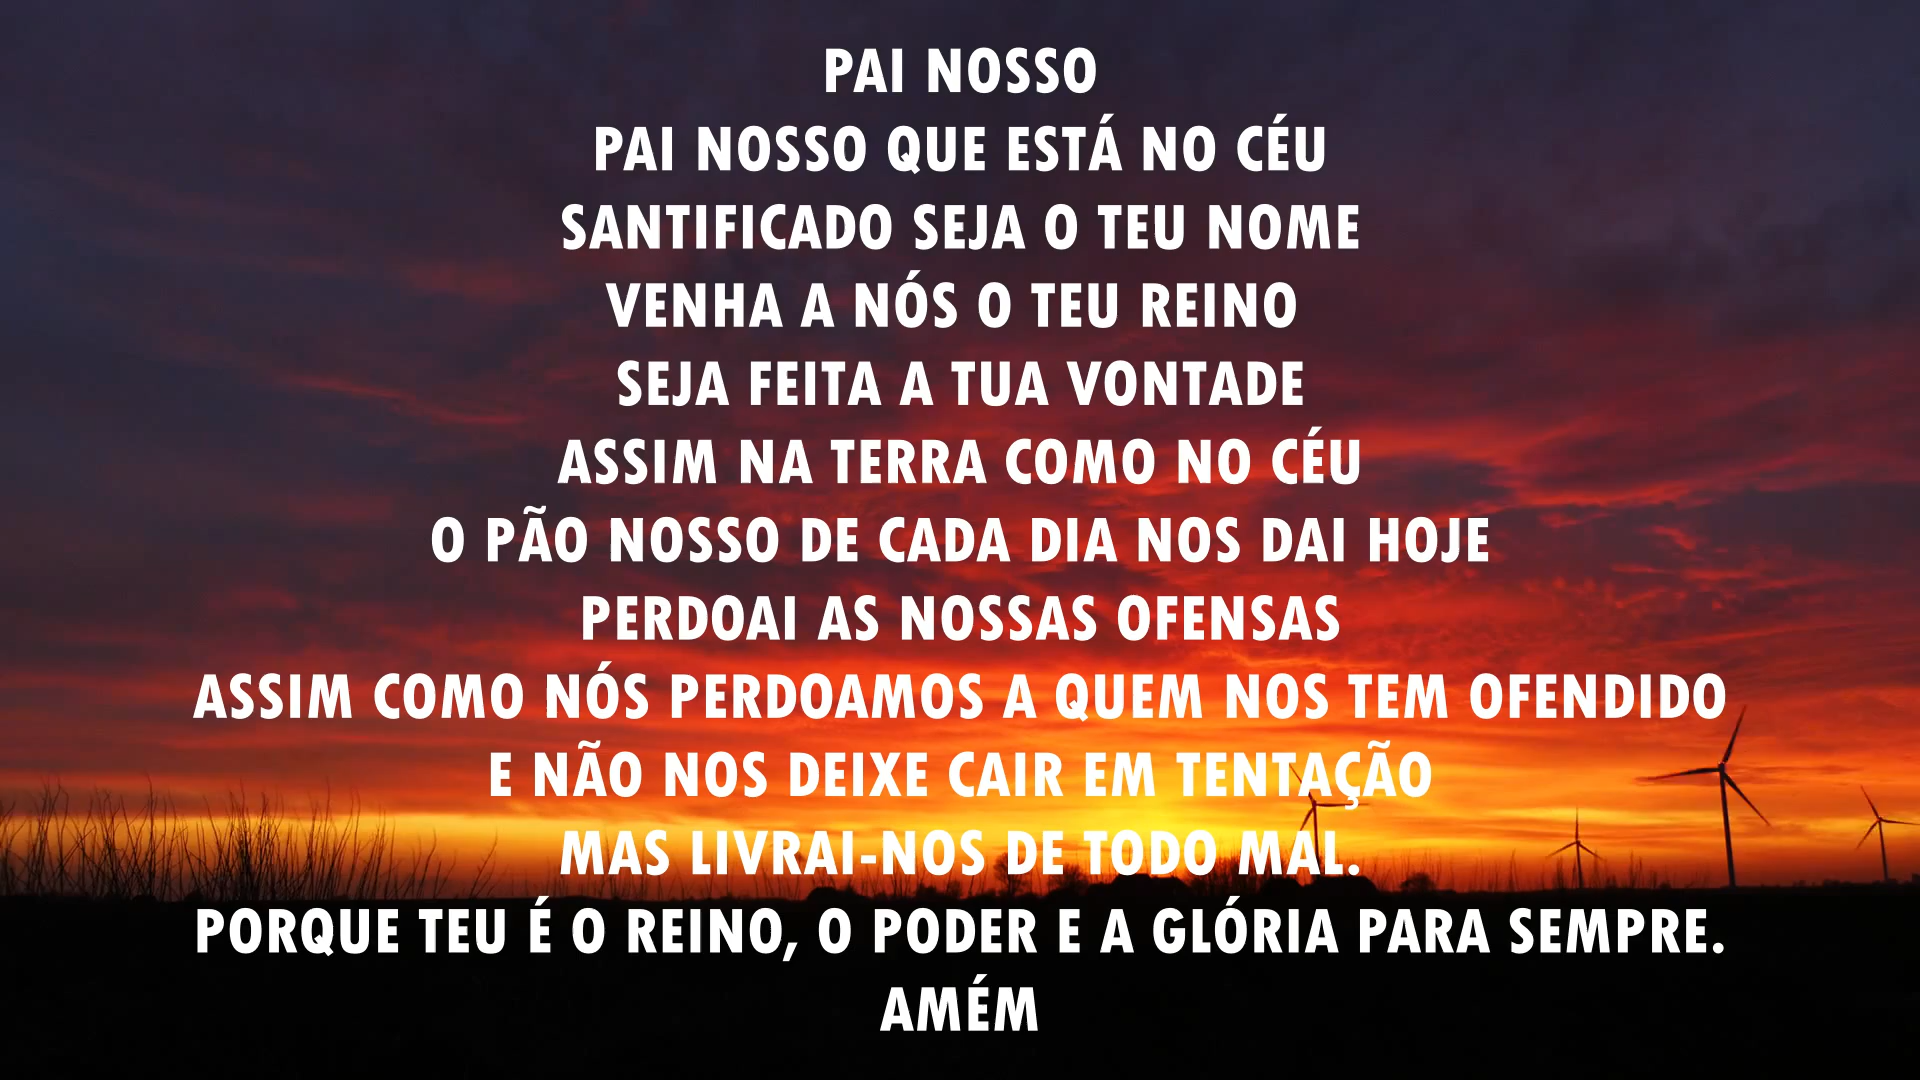 PAI NOSSO
PAI NOSSO QUE ESTÁ NO CÉU
SANTIFICADO SEJA O TEU NOME
VENHA A NÓS O TEU REINO
SEJA FEITA A TUA VONTADE
ASSIM NA TERRA COMO NO CÉU
O PÃO NOSSO DE CADA DIA NOS DAI HOJE
PERDOAI AS NOSSAS OFENSAS
ASSIM COMO NÓS PERDOAMOS A QUEM NOS TEM OFENDIDO
E NÃO NOS DEIXE CAIR EM TENTAÇÃO
MAS LIVRAI-NOS DE TODO MAL.
PORQUE TEU É O REINO, O PODER E A GLÓRIA PARA SEMPRE.
AMÉM